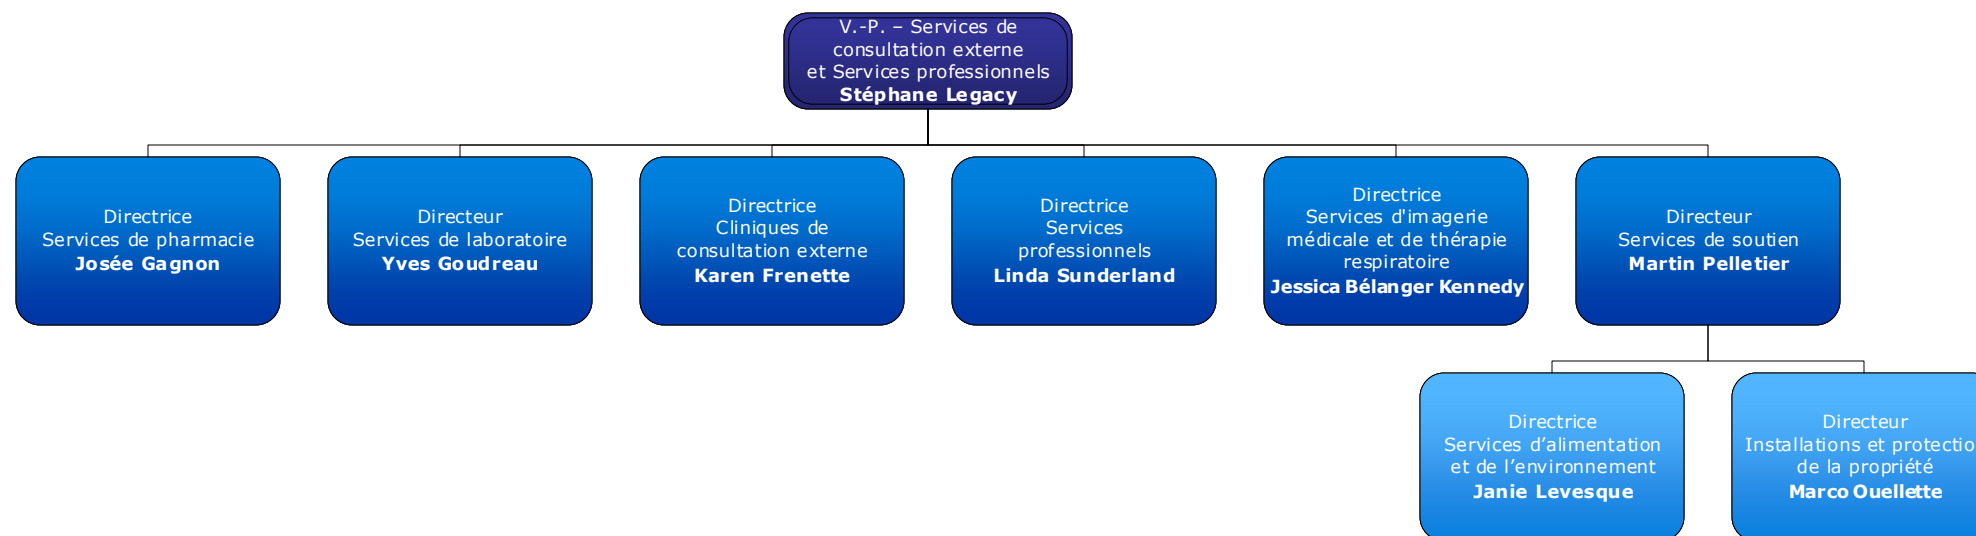 V.-P. – Services de
consultation externe
et Services professionnels
Stéphane Legacy
Directrice
Services de pharmacie
Josée Gagnon
Directeur
Services de laboratoire
Yves Goudreau
Directrice
Cliniques de
consultation externe
Karen Frenette
Directrice
Services
professionnels
Linda Sunderland
Directrice
Services d'imagerie
médicale et de thérapie
respiratoire
Jessica Bélanger Kennedy
Directeur
Services de soutien
Martin Pelletier
Directrice
Services d’alimentation
et de l’environnement
Janie Levesque
Directeur
Installations et protectio
de la propriété
Marco Ouellette